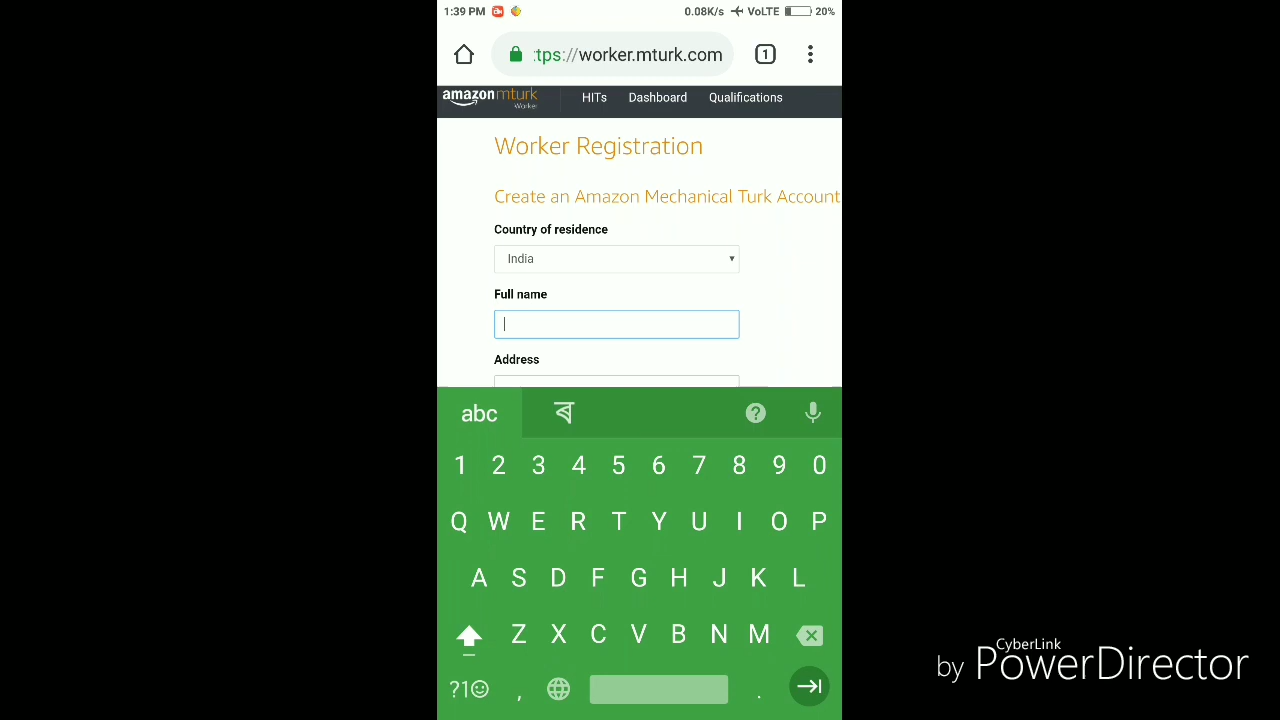 1:39 PM 0.08K/s VoLTE 20%
:tps://worker.mturk.com 1
amazon mturk HITs Dashboard Qualifications
Worker
Worker Registration
Create an Amazon Mechanical Turk Account
Country of residence
India
Full name
Address
abc ব ?
1 2 3 4 5 6 7 8 9 0
Q W E R T Y U I O P
A S D F G H J K L
Z X C V B N M
?1☺ , .
CyberLink
by PowerDirector